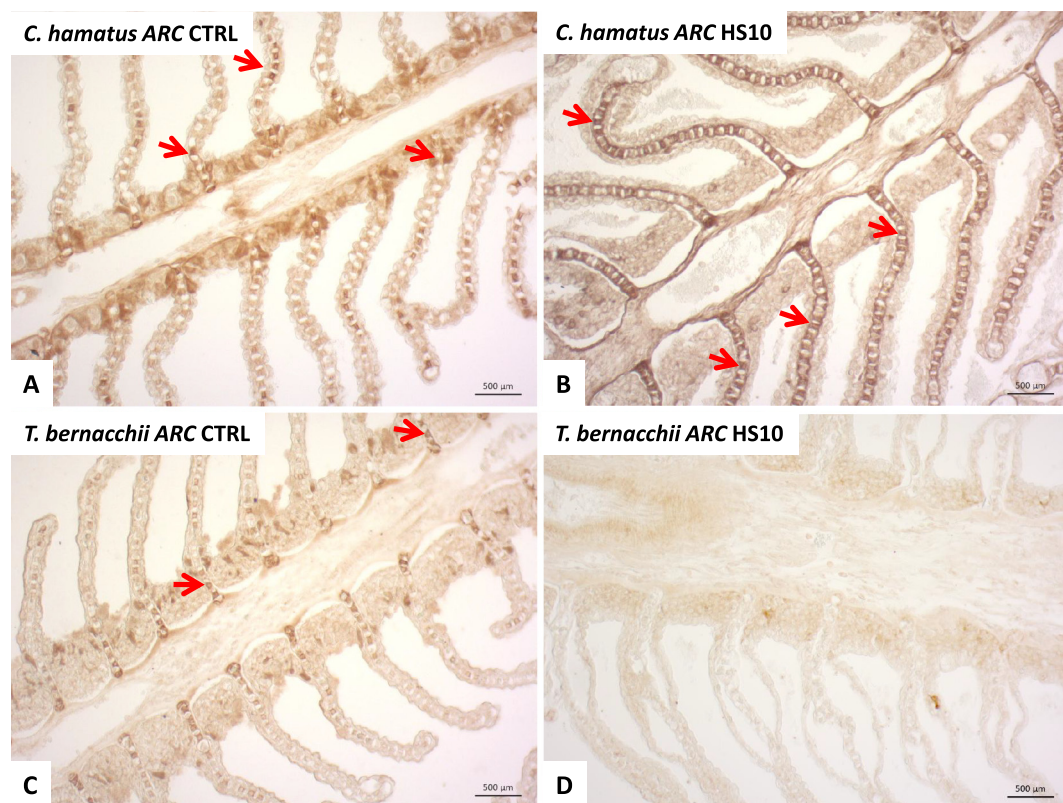 C. hamatus ARC CTRL
C. hamatus ARC HS10
A
500 µm
B
500 µm
T. bernacchii ARC CTRL
T. bernacchii ARC HS10
C
500 µm
D
500 µm